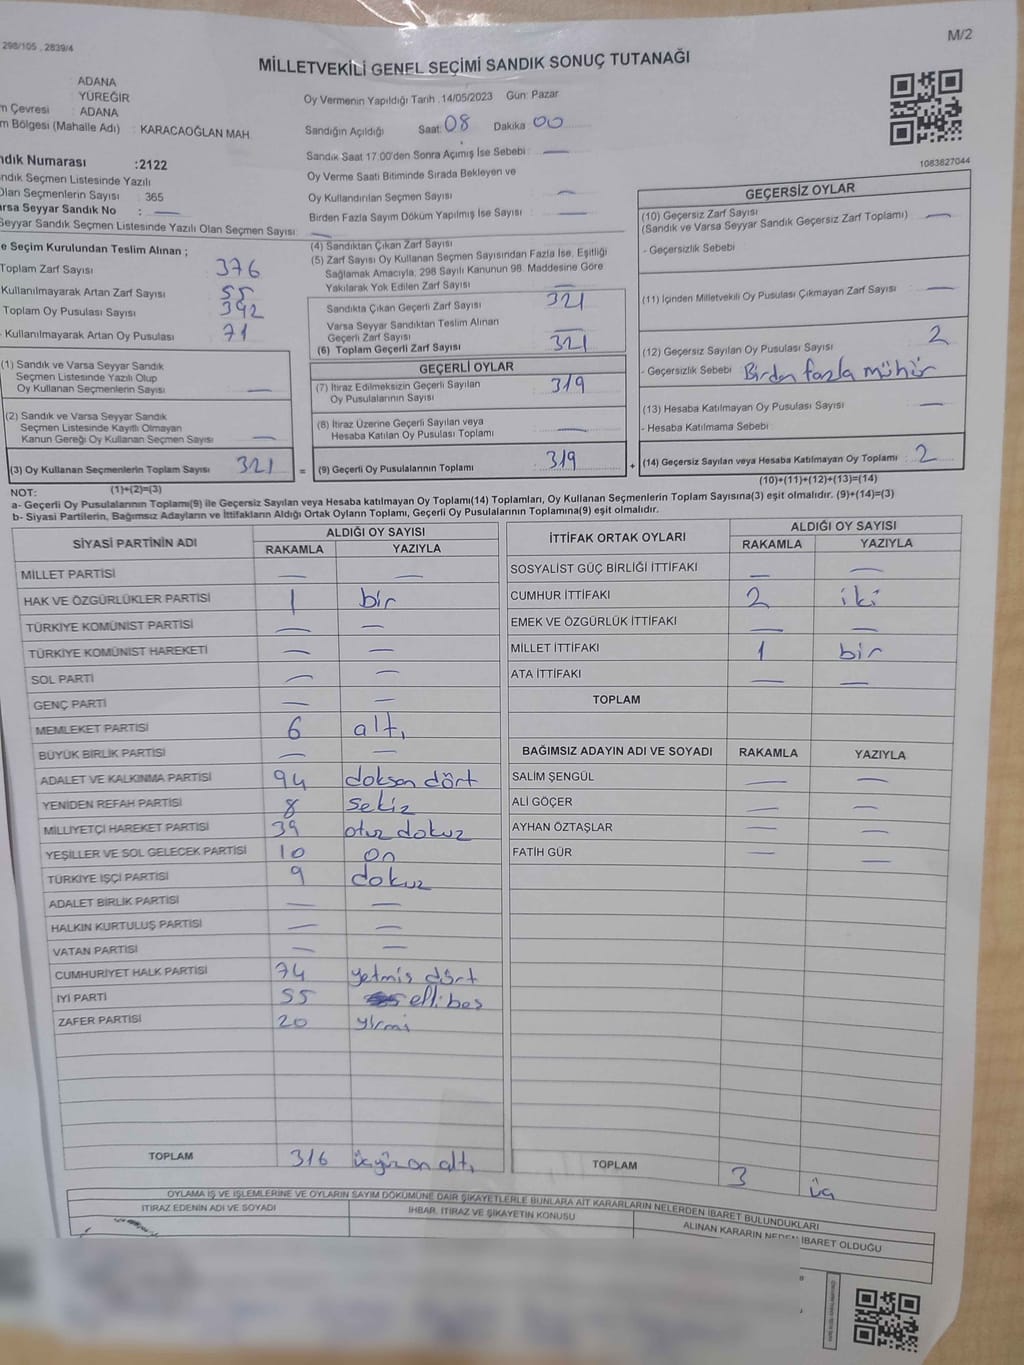 298/105 , 2839/4
M/2
MİLLETVEKİLİ GENEL SEÇİMİ SANDIK SONUÇ TUTANAĞI
ADANA
YÜREĞİR
m Çevresi ADANA
m Bölgesi (Mahalle Adı) : KARACAOĞLAN MAH.
ndık Numarası :2122
ndık Seçmen Listesinde Yazılı
Olan Seçmenlerin Sayısı : 365
arsa Seyyar Sandık No : —
Seyyar Sandık Seçmen Listesinde Yazılı Olan Seçmen Sayısı: —
Oy Vermenin Yapıldığı Tarih :14/05/2023 Gün: Pazar
Sandığın Açıldığı Saat: 08 Dakika 00
Sandık Saat 17.00'den Sonra Açımış İse Sebebi : —
Oy Verme Saati Bitiminde Sırada Bekleyen ve
Oy Kullandırılan Seçmen Sayısı : —
Birden Fazla Sayım Döküm Yapılmış İse Sayısı : —
1083827044
e Seçim Kurulundan Teslim Alınan ;
Toplam Zarf Sayısı 376
Kullanılmayarak Artan Zarf Sayısı 55
Toplam Oy Pusulası Sayısı 392
Kullanılmayarak Artan Oy Pusulası 71
(1) Sandık ve Varsa Seyyar Sandık
Seçmen Listesinde Yazılı Olup
Oy Kullanan Seçmenlerin Sayısı —
(2) Sandık ve Varsa Seyyar Sandık
Seçmen Listesinde Kayıtlı Olmayan
Kanun Gereği Oy Kullanan Seçmen Sayısı —
(3) Oy Kullanan Seçmenlerin Toplam Sayısı 321 =
(1)+(2)=(3)
(4) Sandıktan Çıkan Zarf Sayısı
(5) Zarf Sayısı Oy Kullanan Seçmen Sayısından Fazla İse, Eşitliği
Sağlamak Amacıyla, 298 Sayılı Kanunun 98. Maddesine Göre
Yakılarak Yok Edilen Zarf Sayısı —
Sandıkta Çıkan Geçerli Zarf Sayısı 321
Varsa Seyyar Sandıktan Teslim Alınan
Geçerli Zarf Sayısı —
(6) Toplam Geçerli Zarf Sayısı 321
GEÇERLİ OYLAR
(7) İtiraz Edilmeksizin Geçerli Sayılan
Oy Pusulalarının Sayısı 319
(8) İtiraz Üzerine Geçerli Sayılan veya
Hesaba Katılan Oy Pusulası Toplamı —
(9) Geçerli Oy Pusulalarının Toplamı 319 +
GEÇERSİZ OYLAR
(10) Geçersiz Zarf Sayısı
(Sandık ve Varsa Seyyar Sandık Geçersiz Zarf Toplamı) —
- Geçersizlik Sebebi :
(11) İçinden Milletvekili Oy Pusulası Çıkmayan Zarf Sayısı : —
(12) Geçersiz Sayılan Oy Pusulası Sayısı : 2
- Geçersizlik Sebebi Birden fazla mühür
(13) Hesaba Katılmayan Oy Pusulası Sayısı : —
- Hesaba Katılmama Sebebi :
(14) Geçersiz Sayılan veya Hesaba Katılmayan Oy Toplamı : 2
(10)+(11)+(12)+(13)=(14)
NOT:
a- Geçerli Oy Pusulalarının Toplamı(9) ile Geçersiz Sayılan veya Hesaba katılmayan Oy Toplamı(14) Toplamları, Oy Kullanan Seçmenlerin Toplam Sayısına(3) eşit olmalıdır. (9)+(14)=(3)
b- Siyasi Partilerin, Bağımsız Adayların ve İttifakların Aldığı Ortak Oyların Toplamı, Geçerli Oy Pusulalarının Toplamına(9) eşit olmalıdır.
SİYASİ PARTİNİN ADI ALDIĞI OY SAYISI
RAKAMLA YAZIYLA
MİLLET PARTİSİ — —
HAK VE ÖZGÜRLÜKLER PARTİSİ 1 bir
TÜRKİYE KOMÜNİST PARTİSİ — —
TÜRKİYE KOMÜNİST HAREKETİ — —
SOL PARTİ — —
GENÇ PARTİ — —
MEMLEKET PARTİSİ 6 altı
BÜYÜK BİRLİK PARTİSİ — —
ADALET VE KALKINMA PARTİSİ 94 doksan dört
YENİDEN REFAH PARTİSİ 8 sekiz
MİLLİYETÇİ HAREKET PARTİSİ 39 otuz dokuz
YEŞİLLER VE SOL GELECEK PARTİSİ 10 on
TÜRKİYE İŞÇİ PARTİSİ 9 dokuz
ADALET BİRLİK PARTİSİ — —
HALKIN KURTULUŞ PARTİSİ — —
VATAN PARTİSİ — —
CUMHURİYET HALK PARTİSİ 74 yetmiş dört
İYİ PARTİ 55 elli beş
ZAFER PARTİSİ 20 yirmi
TOPLAM 316 üçyüz on altı
İTTİFAK ORTAK OYLARI ALDIĞI OY SAYISI
RAKAMLA YAZIYLA
SOSYALİST GÜÇ BİRLİĞİ İTTİFAKI — —
CUMHUR İTTİFAKI 2 iki
EMEK VE ÖZGÜRLÜK İTTİFAKI — —
MİLLET İTTİFAKI 1 bir
ATA İTTİFAKI — —
TOPLAM
BAĞIMSIZ ADAYIN ADI VE SOYADI RAKAMLA YAZIYLA
SALİM ŞENGÜL — —
ALİ GÖÇER — —
AYHAN ÖZTAŞLAR — —
FATİH GÜR — —
TOPLAM 3 üç
OYLAMA İŞ VE İŞLEMLERİNE VE OYLARIN SAYIM DÖKÜMÜNE DAİR ŞİKAYETLERLE BUNLARA AİT KARARLARIN NELERDEN İBARET BULUNDUKLARI
İTİRAZ EDENİN ADI VE SOYADI İHBAR, İTİRAZ VE ŞİKAYETİN KONUSU ALINAN KARARIN NEDEN İBARET OLDUĞU